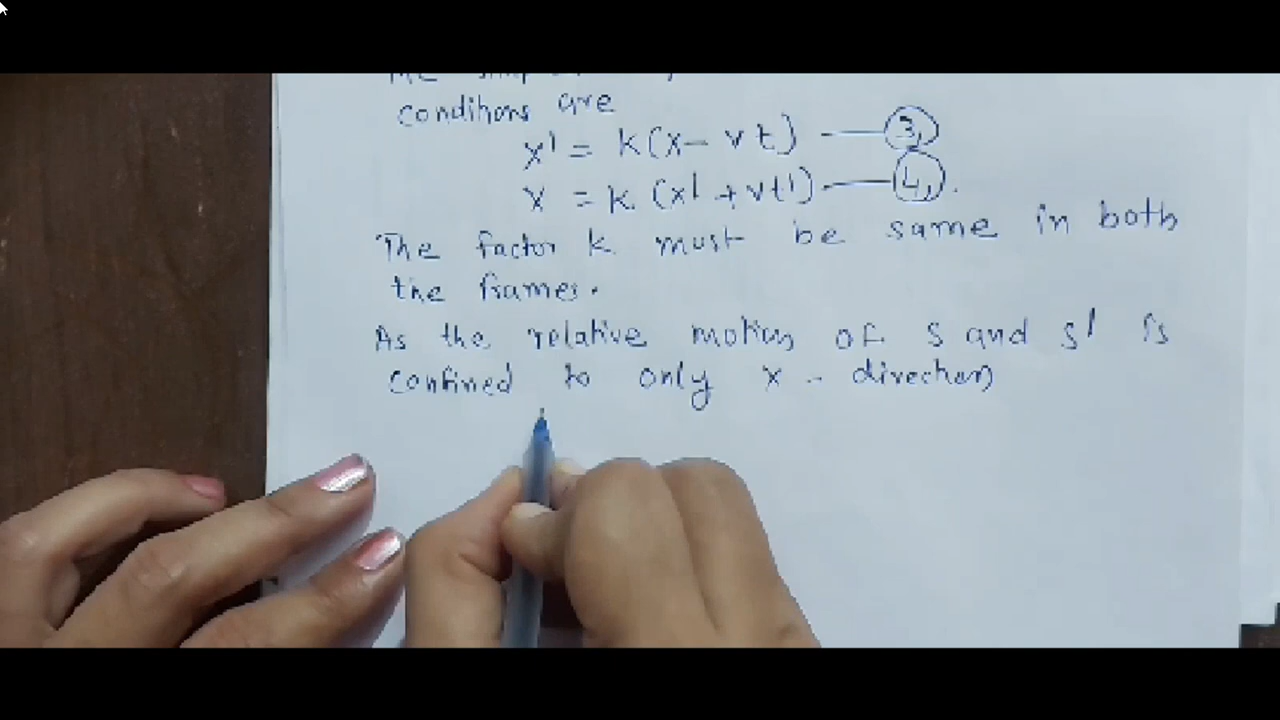 conditions are
x' = k(x - vt) — 3,
x = k (x' + vt') — 4,.
The factor k must be same in both
the frames.
As the relative motion of s and s' is
confined to only x - direction